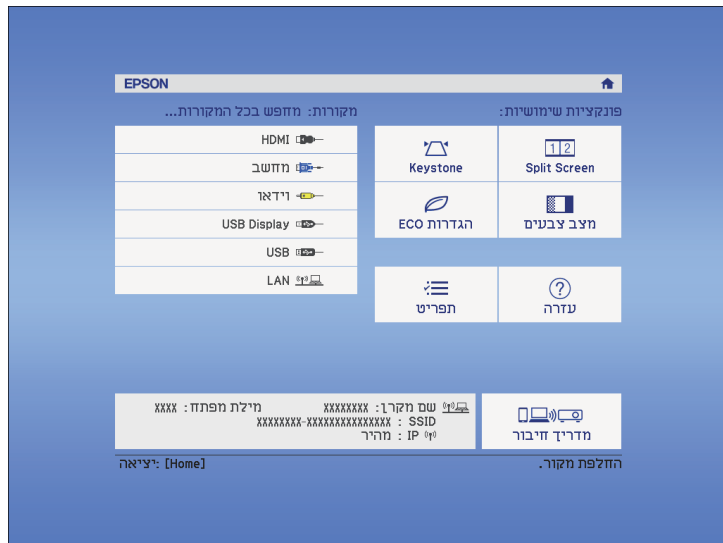 EPSON
פונקציות שימושיות:
מקורות: מחפש בכל המקורות...
Keystone
Split Screen
הגדרות ECO
מצב צבעים
תפריט
עזרה
HDMI
מחשב
וידאו
USB Display
USB
LAN
שם מקרן: XXXXXXXX מילת מפתח: XXXX
SSID : XXXXXXXX-XXXXXXXXXXXXXX
IP : מהיר
מדריך חיבור
החלפת מקור.
[Home] :יציאה